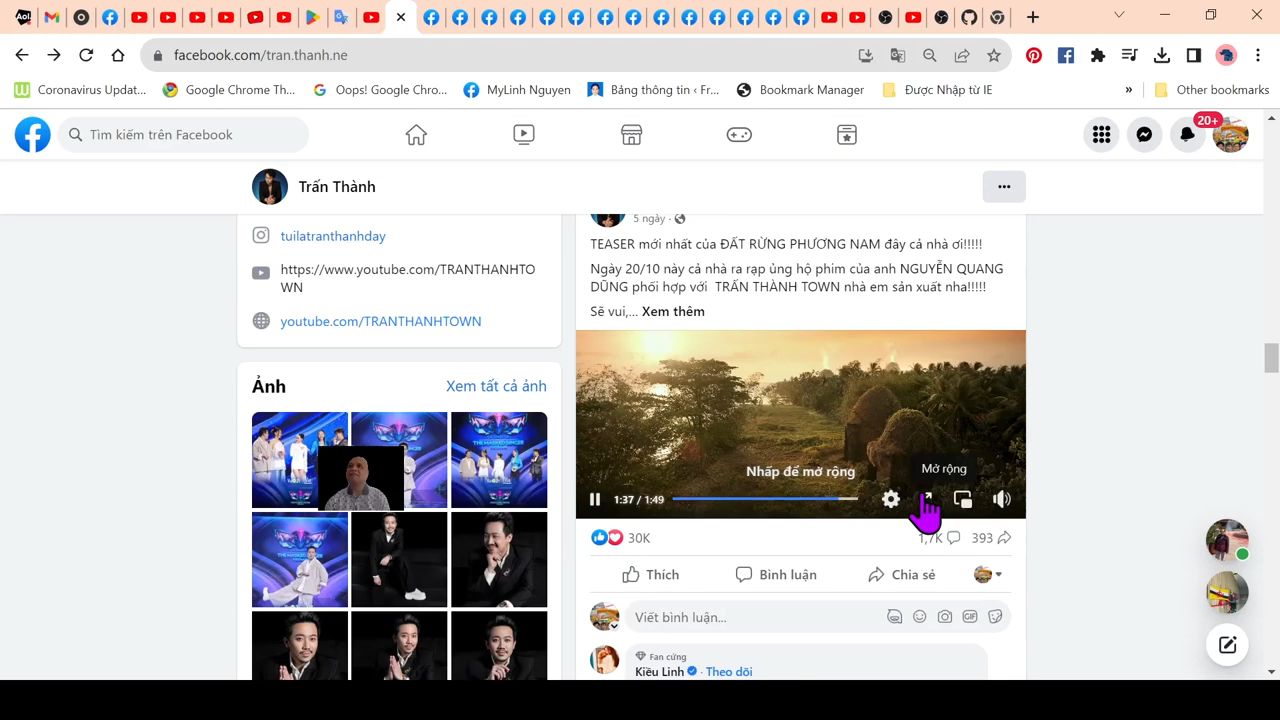 Aol.
facebook.com/tran.thanh.ne
Coronavirus Updat...
Google Chrome Th...
Oops! Google Chro...
MyLinh Nguyen
Bảng thông tin ‹ Fr...
Bookmark Manager
Được Nhập từ IE
»
Other bookmarks
Tìm kiếm trên Facebook
20+
Trấn Thành
5 ngày ·
tuilatranthanhday
https://www.youtube.com/TRANTHANHTO
WN
youtube.com/TRANTHANHTOWN
Ảnh
Xem tất cả ảnh
TEASER mới nhất của ĐẤT RỪNG PHƯƠNG NAM đây cả nhà ơi!!!!!
Ngày 20/10 này cả nhà ra rạp ủng hộ phim của anh NGUYỄN QUANG
DŨNG phối hợp với TRẤN THÀNH TOWN nhà em sản xuất nha!!!!!
Sẽ vui,... Xem thêm
Nhấp để mở rộng
Mở rộng
1:37 / 1:49
30K
1,7K
393
Thích
Bình luận
Chia sẻ
Viết bình luận...
GIF
Fan cứng
Kiều Linh · Theo dõi